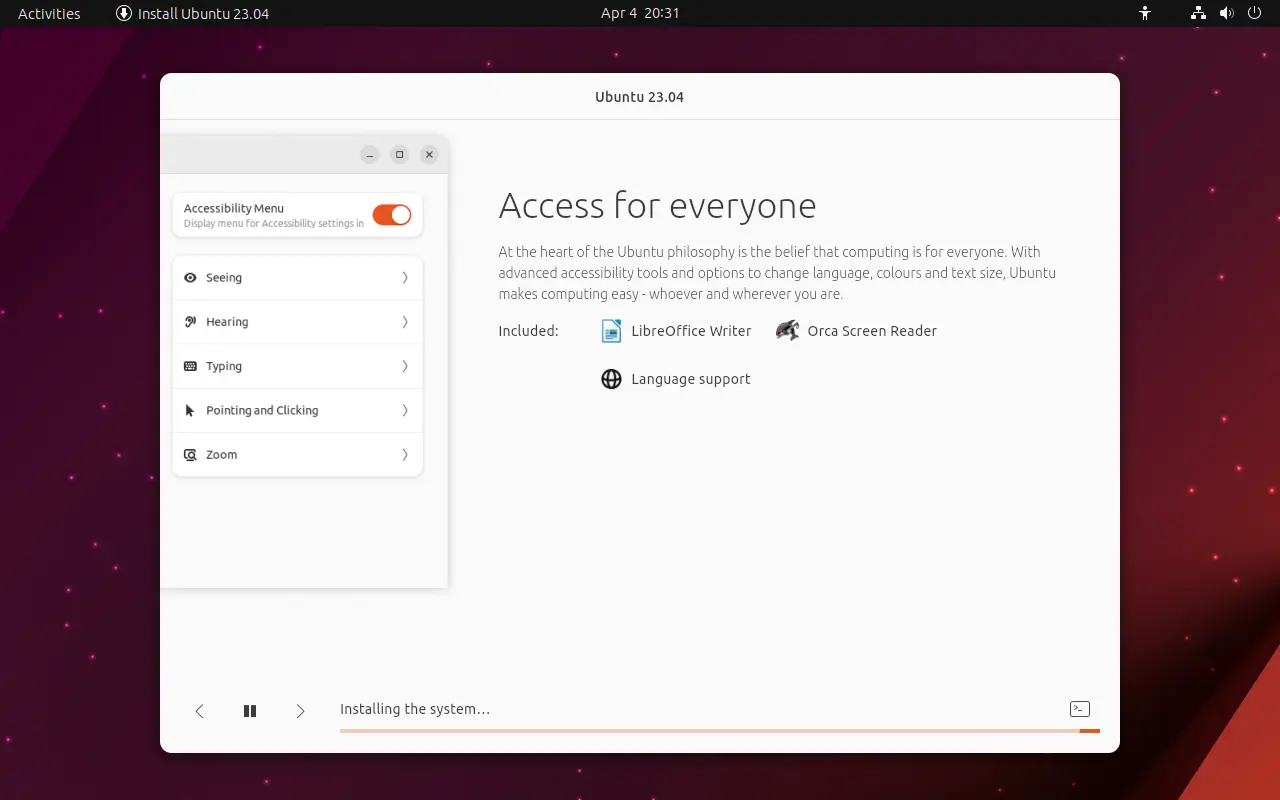 Activities
Install Ubuntu 23.04
Apr 4 20:31
Ubuntu 23.04
Accessibility Menu
Display menu for Accessibility settings in
Seeing
Hearing
Typing
Pointing and Clicking
Zoom
Access for everyone
At the heart of the Ubuntu philosophy is the belief that computing is for everyone. With
advanced accessibility tools and options to change language, colours and text size, Ubuntu
makes computing easy - whoever and wherever you are.
Included:
LibreOffice Writer
Orca Screen Reader
Language support
Installing the system…